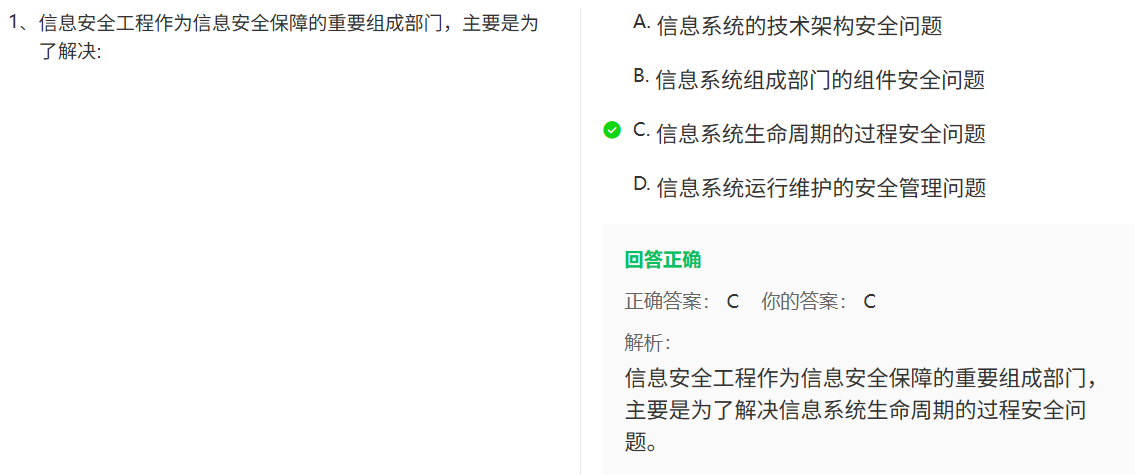 1、信息安全工程作为信息安全保障的重要组成部门，主要是为
了解决:
A. 信息系统的技术架构安全问题
B. 信息系统组成部门的组件安全问题
C. 信息系统生命周期的过程安全问题
D. 信息系统运行维护的安全管理问题
回答正确
正确答案： C 你的答案： C
解析：
信息安全工程作为信息安全保障的重要组成部门，
主要是为了解决信息系统生命周期的过程安全问
题。